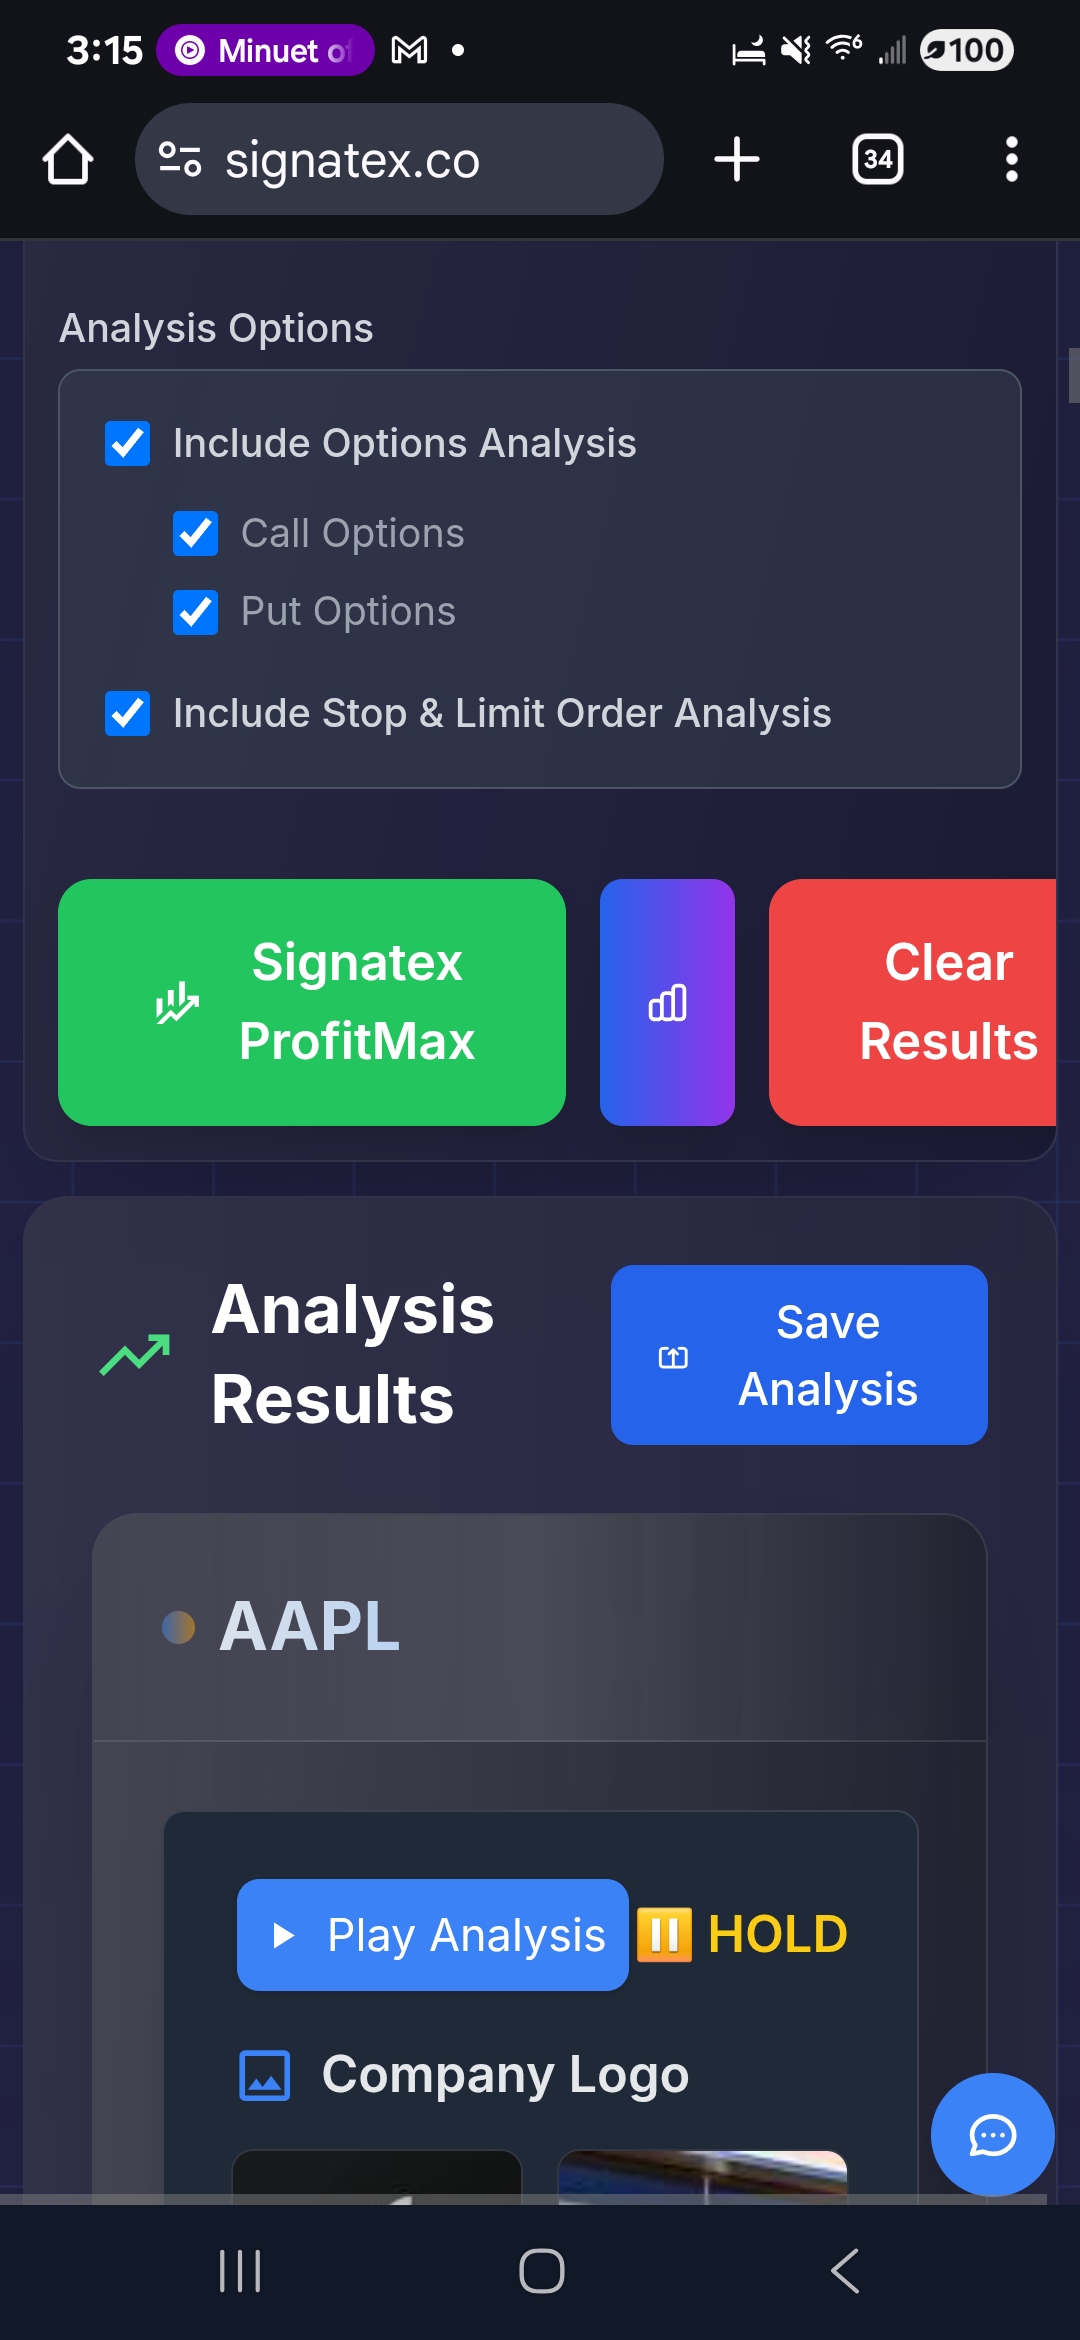 3:15 Minuet of 100
signatex.co 34
Analysis Options
Include Options Analysis
Call Options
Put Options
Include Stop & Limit Order Analysis
Signatex
ProfitMax
Clear
Results
Analysis
Results
Save
Analysis
AAPL
Play Analysis HOLD
Company Logo